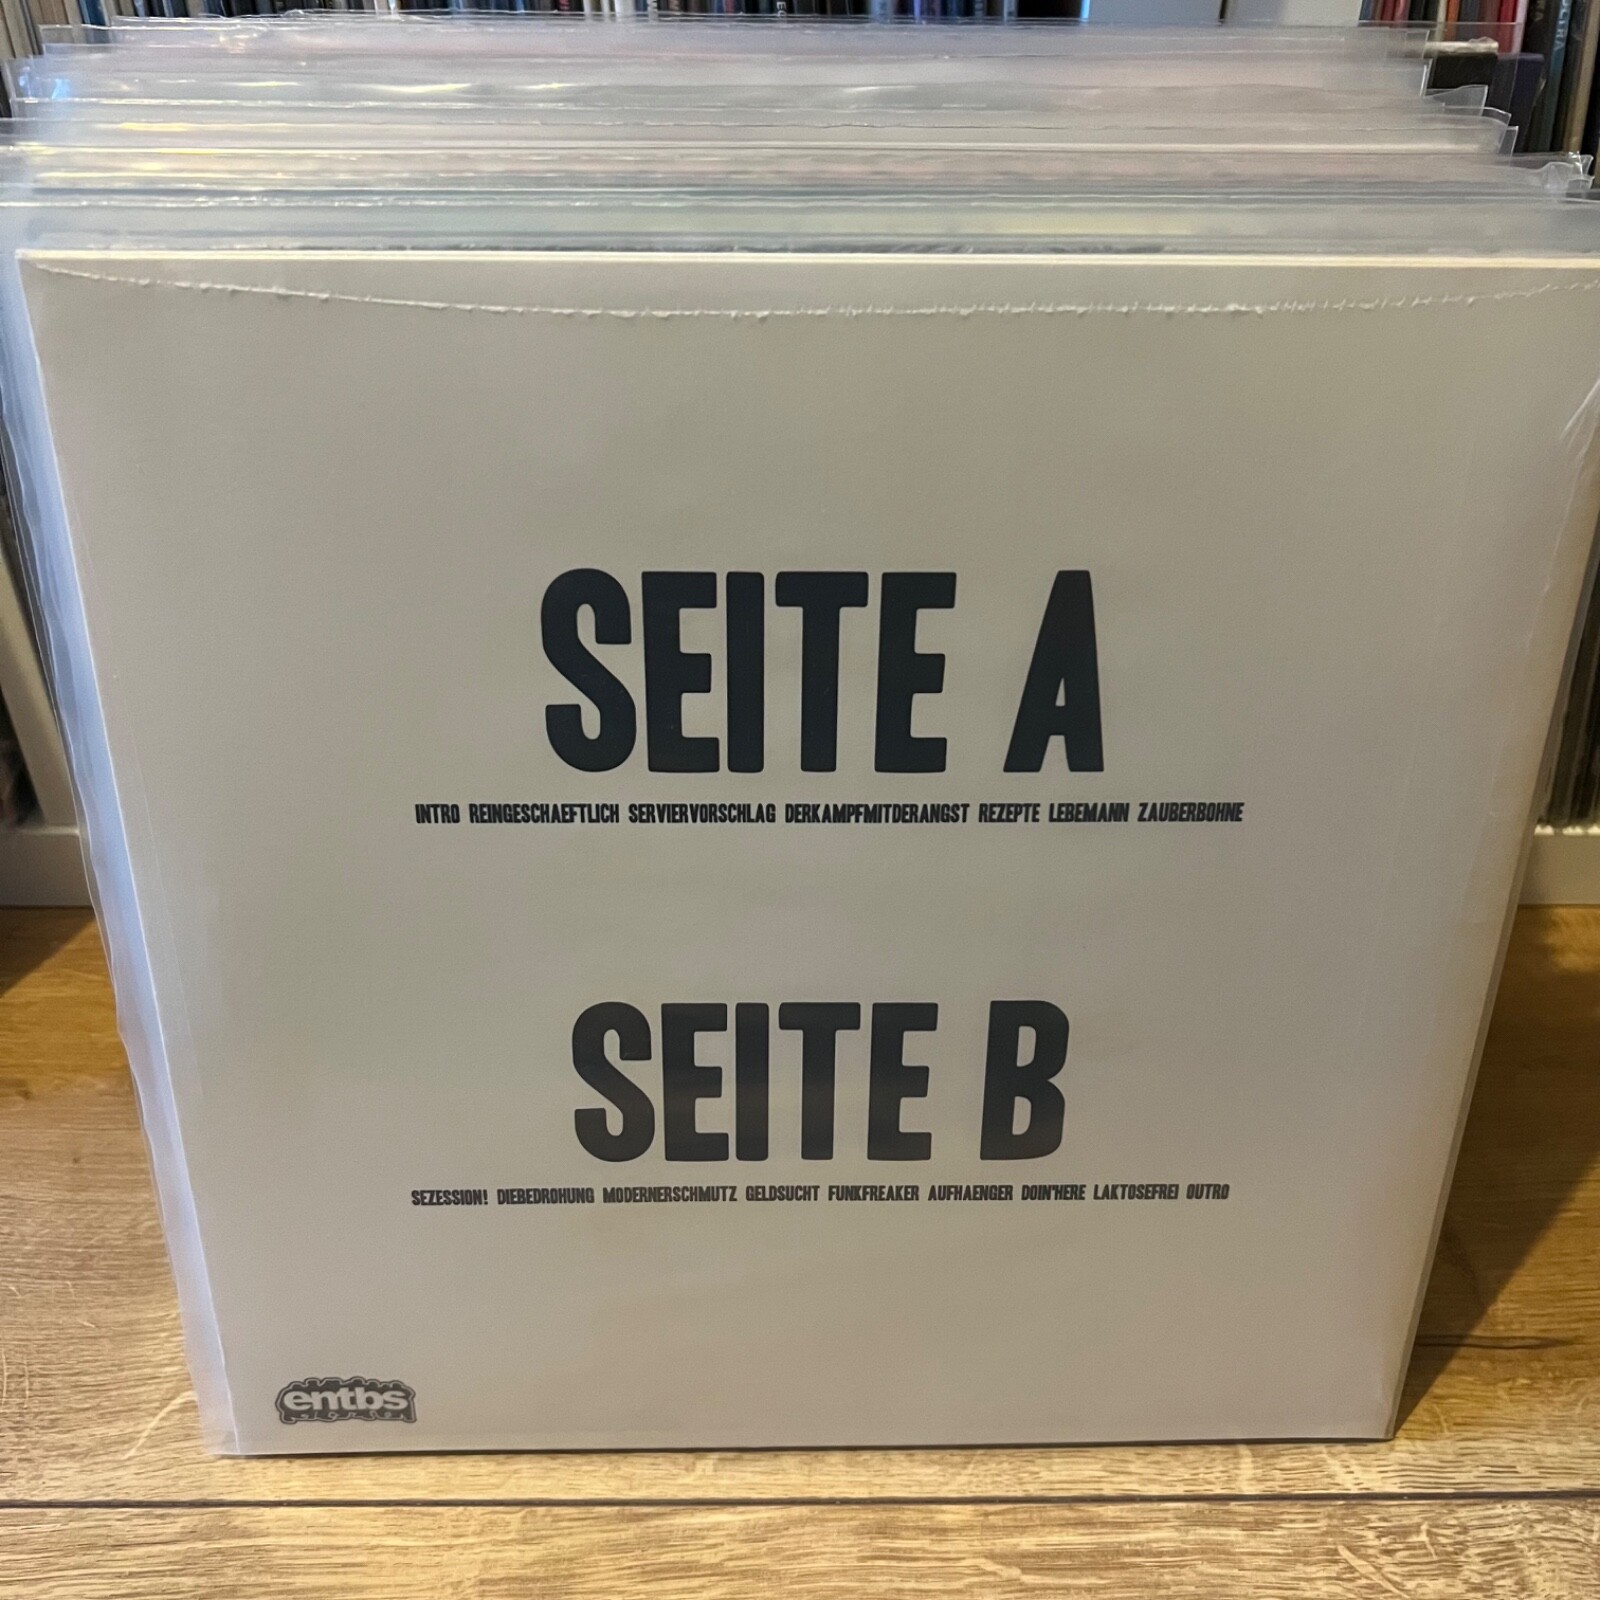 SEITE A
INTRO REINGESCHAEFTLICH SERVIERVORSCHLAG DERKAMPFMITDERANGST REZEPTE LEBEMANN ZAUBERBOHNE
SEITE B
SEZESSION! DIEBEDROHUNG MODERNERSCHMUTZ GELDSUCHT FUNKFREAKER AUFHAENGER DOIN'HERE LAKTOSEFREI OUTRO
entbs